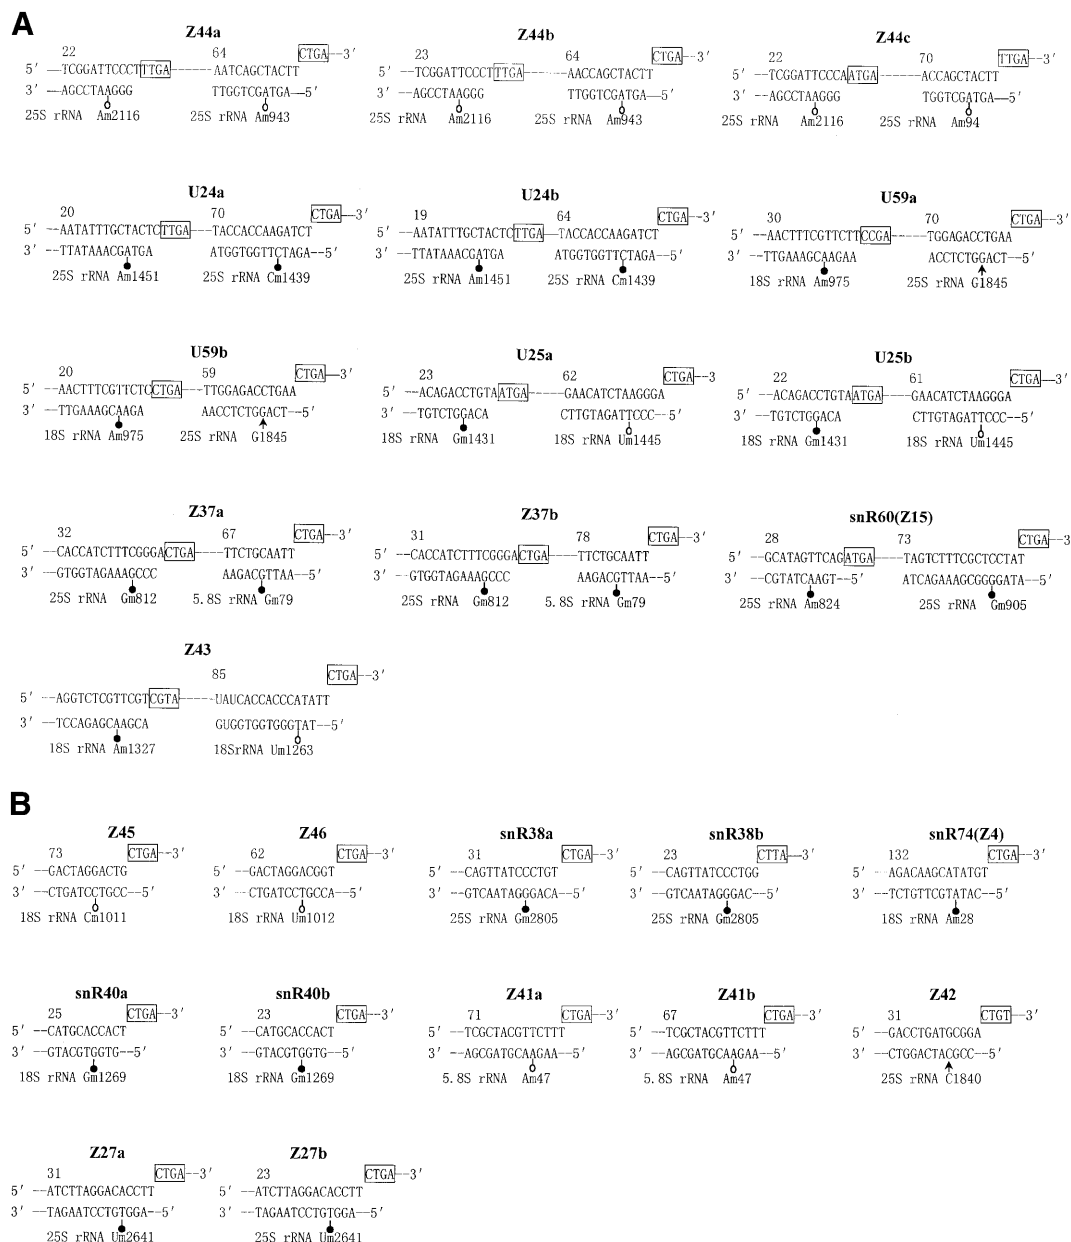 A
Z44a Z44b Z44c
22 64 CTGA—3′ 23 64 CTGA—3′ 22 70 TTGA—3′
5′ —TCGGATTCCCTTTGA------AATCAGCTACTT 5′ —TCGGATTCCCTTTGA------AACCAGCTACTT 5′ —TCGGATTCCCAATGA------ACCAGCTACTT
3′ —AGCCTAAGGG TTGGTCGATGA—5′ 3′ —AGCCTAAGGG TTGGTCGATGA—5′ 3′ —AGCCTAAGGG TGGTCGATGA—5′
25S rRNA Am2116 25S rRNA Am943 25S rRNA Am2116 25S rRNA Am943 25S rRNA Am2116 25S rRNA Am94
U24a U24b U59a
20 70 CTGA—3′ 19 64 CTGA—3′ 30 70 CTGA—3′
5′ —AATATTTGCTACTCTTGA----TACCACCAAGATCT 5′ —AATATTTGCTACTCTTGA—TACCACCAAGATCT 5′ —AACTTTCGTTCTTCCGA-----TGGAGACCTGAA
3′ —TTATAAACGATGA ATGGTGGTTCTAGA—5′ 3′ —TTATAAACGATGA ATGGTGGTTCTAGA—5′ 3′ —TTGAAAGCAAGAA ACCTCTGGACT—5′
25S rRNA Am1451 25S rRNA Cm1439 25S rRNA Am1451 25S rRNA Cm1439 18S rRNA Am975 25S rRNA G1845
U59b U25a U25b
20 59 CTGA—3′ 23 62 CTGA—3 22 61 CTGA—3′
5′ —AACTTTCGTTCTCCTGA---TTGGAGACCTGAA 5′ —ACAGACCTGTAATGA-----GAACATCTAAGGGA 5′ —ACAGACCTGTAATGA----GAACATCTAAGGGA
3′ —TTGAAAGCAAGA AACCTCTGGACT—5′ 3′ —TGTCTGGACA CTTGTAGATTCCC—5′ 3′ —TGTCTGGACA CTTGTAGATTCCC—5′
18S rRNA Am975 25S rRNA G1845 18S rRNA Gm1431 18S rRNA Um1445 18S rRNA Gm1431 18S rRNA Um1445
Z37a Z37b snR60(Z15)
32 67 CTGA—3′ 31 78 CTGA—3′ 28 73 CTGA—3
5′ —CACCATCTTTCGGGACTGA----TTCTGCAATT 5′ —CACCATCTTTCGGGACTGA----TTCTGCAATT 5′ —GCATAGTTCAGATGA----TAGTCTTTCGCTCCTAT
3′ —GTGGTAGAAAGCCC AAGACGTTAA—5′ 3′ —GTGGTAGAAAGCCC AAGACGTTAA—5′ 3′ —CGTATCAAGT— ATCAGAAAGCGGGGATA—5′
25S rRNA Gm812 5.8S rRNA Gm79 25S rRNA Gm812 5.8S rRNA Gm79 25S rRNA Am824 25S rRNA Gm905
Z43
85 CTGA—3′
5′ —AGGTCTCGTTCGTCGTA-----UAUCACCACCCATATT
3′ —TCCAGAGCAAGCA GUGGTGGTGGGTAT—5′
18S rRNA Am1327 18SrRNA Um1263
B
Z45 Z46 snR38a snR38b snR74(Z4)
73 CTGA—3′ 62 CTGA—3′ 31 CTGA—3′ 23 CTTA—3′ 132 CTGA—3′
5′ —GACTAGGACTG 5′ —GACTAGGACGGT 5′ —CAGTTATCCCTGT 5′ —CAGTTATCCCTGG 5′ —AGACAAGCATATGT
3′ —CTGATCCTGCC—5′ 3′ —CTGATCCTGCCA—5′ 3′ —GTCAATAGGGACA—5′ 3′ —GTCAATAGGGAC—5′ 3′ —TCTGTTCGTATAC—5′
18S rRNA Cm1011 18S rRNA Um1012 25S rRNA Gm2805 25S rRNA Gm2805 18S rRNA Am28
snR40a snR40b Z41a Z41b Z42
25 CTGA—3′ 23 CTGA—3′ 71 CTGA—3′ 67 CTGA—3′ 31 CTGT—3′
5′ —CATGCACCACT 5′ —CATGCACCACT 5′ —TCGCTACGTTCTTT 5′ —TCGCTACGTTCTTT 5′ —GACCTGATGCGGA
3′ —GTACGTGGTG—5′ 3′ —GTACGTGGTG—5′ 3′ —AGCGATGCAAGAA—5′ 3′ —AGCGATGCAAGAA—5′ 3′ —CTGGACTACGCC—5′
18S rRNA Gm1269 18S rRNA Gm1269 5.8S rRNA Am47 5.8S rRNA Am47 25S rRNA C1840
Z27a Z27b
31 CTGA—3′ 23 CTGA—3′
5′ —ATCTTAGGACACCTT 5′ —ATCTTAGGACACCTT
3′ —TAGAATCCTGTGGA—5′ 3′ —TAGAATCCTGTGGA—5′
25S rRNA Um2641 25S rRNA Um2641